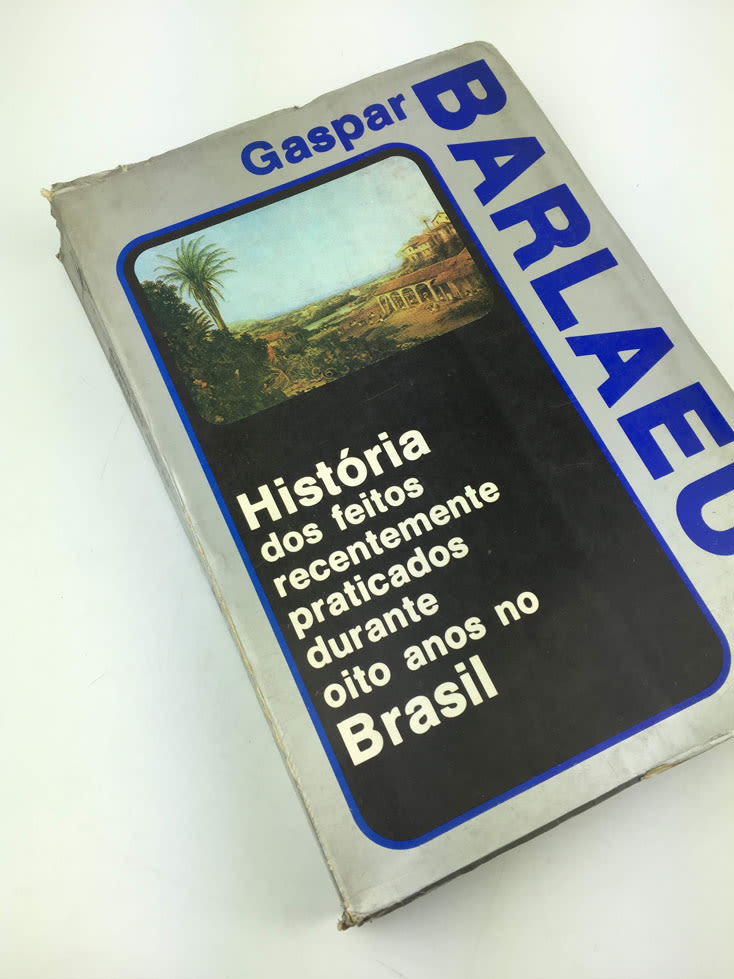 Gaspar
BARLAEU
História
dos feitos
recentemente
praticados
durante
oito anos no
Brasil